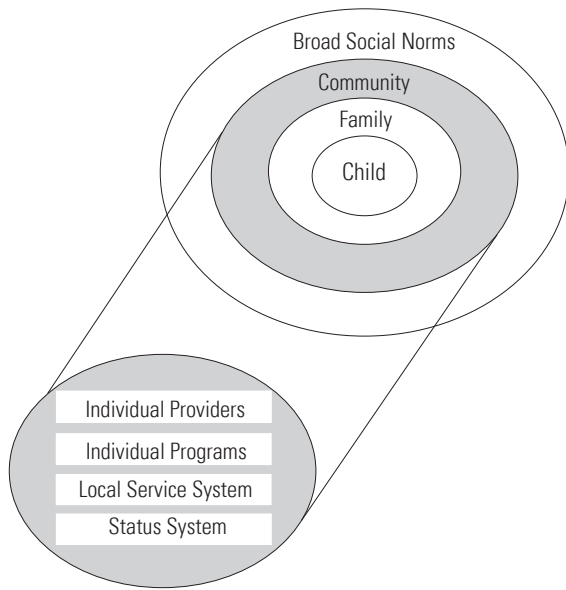 Broad Social Norms
Community
Family
Child
Individual Providers
Individual Programs
Local Service System
Status System